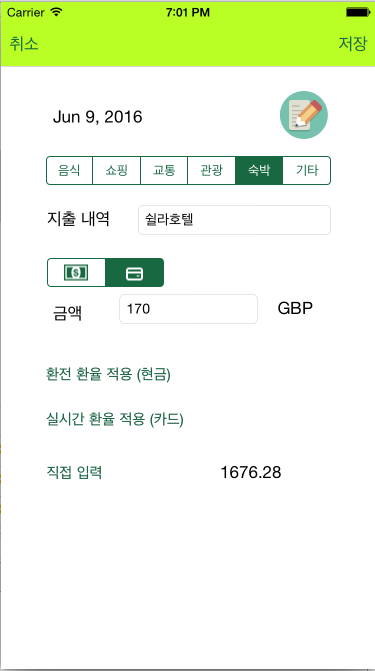 Carrier 7:01 PM
취소 저장
Jun 9, 2016
음식 쇼핑 교통 관광 숙박 기타
지출 내역 쉴라호텔
금액 170 GBP
환전 환율 적용 (현금)
실시간 환율 적용 (카드)
직접 입력 1676.28